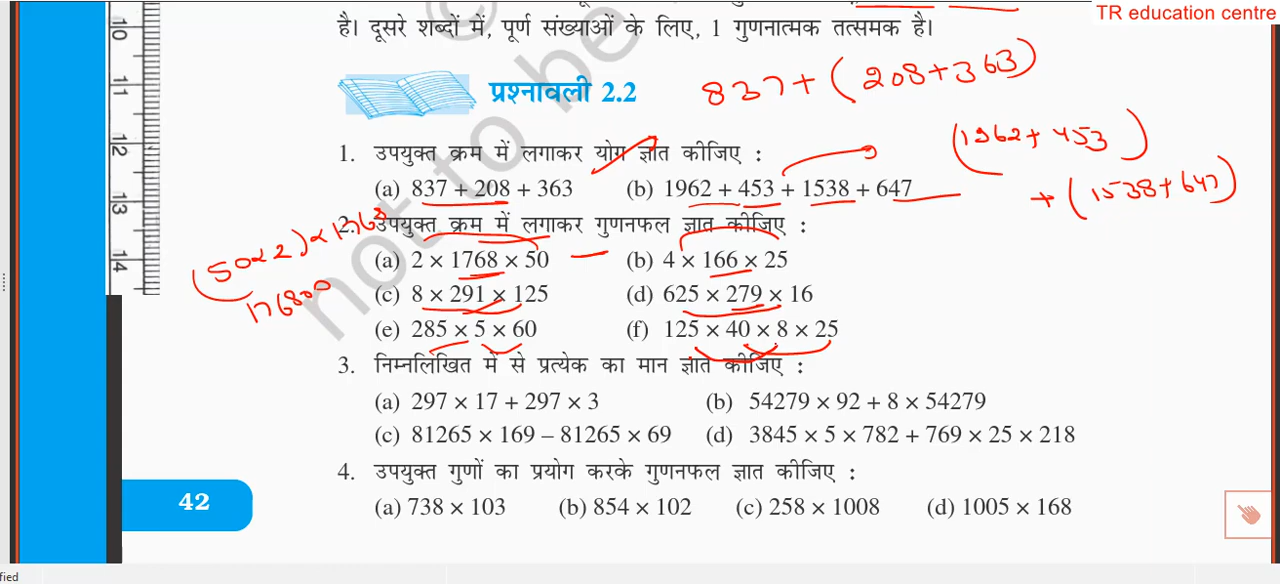 TR education centre
है। दूसरे शब्दों में, पूर्ण संख्याओं के लिए, 1 गुणनात्मक तत्समक है।
प्रश्नावली 2.2
837 + (208+363)
1. उपयुक्त क्रम में लगाकर योग ज्ञात कीजिए :
(1962 + 453)
(a) 837 + 208 + 363 (b) 1962 + 453 + 1538 + 647
+ (1538+647)
2. उपयुक्त क्रम में लगाकर गुणनफल ज्ञात कीजिए :
(a) 2 × 1768 × 50 (b) 4 × 166 × 25
176800
(c) 8 × 291 × 125 (d) 625 × 279 × 16
(e) 285 × 5 × 60 (f) 125 × 40 × 8 × 25
3. निम्नलिखित में से प्रत्येक का मान ज्ञात कीजिए :
(a) 297 × 17 + 297 × 3 (b) 54279 × 92 + 8 × 54279
(c) 81265 × 169 – 81265 × 69 (d) 3845 × 5 × 782 + 769 × 25 × 218
4. उपयुक्त गुणों का प्रयोग करके गुणनफल ज्ञात कीजिए :
42
(a) 738 × 103 (b) 854 × 102 (c) 258 × 1008 (d) 1005 × 168
10
11
12
13
14
not to be
fied